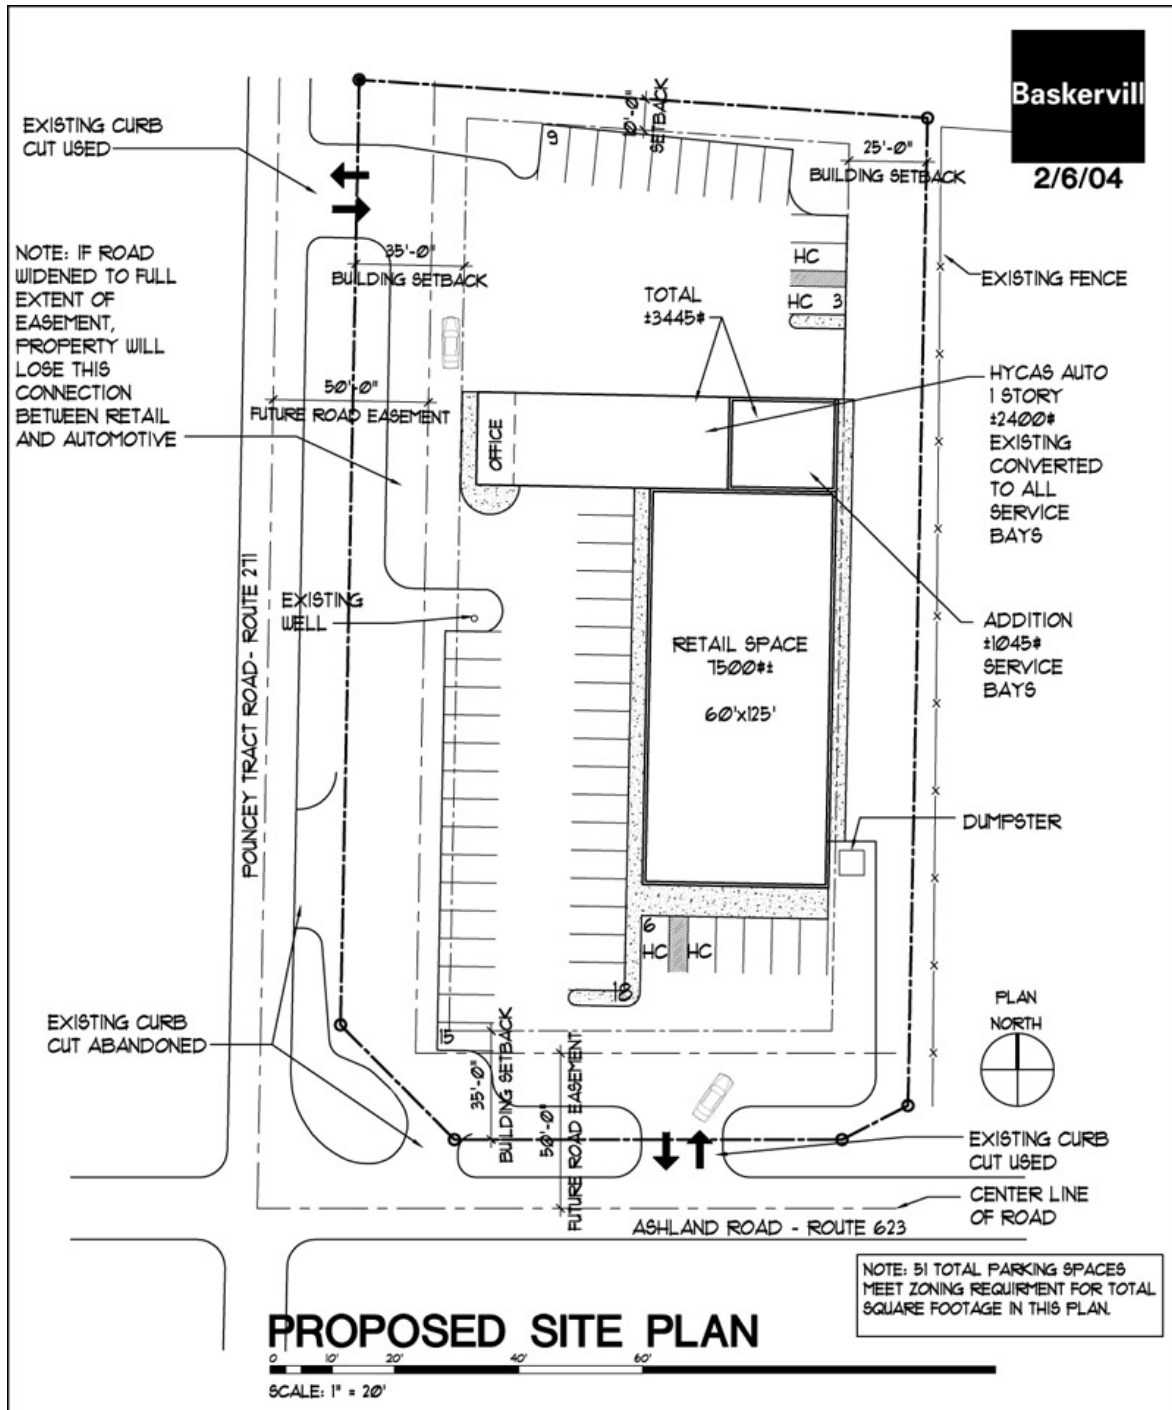 Baskervill
2/6/04
EXISTING CURB
CUT USED
10'-0"
SETBACK
9
25'-0"
BUILDING SETBACK
NOTE: IF ROAD
WIDENED TO FULL
EXTENT OF
EASEMENT,
PROPERTY WILL
LOSE THIS
CONNECTION
BETWEEN RETAIL
AND AUTOMOTIVE
35'-0"
BUILDING SETBACK
HC
HC 3
EXISTING FENCE
TOTAL
±3445#
50'-0"
FUTURE ROAD EASEMENT
OFFICE
HYCAS AUTO
1 STORY
±2400#
EXISTING
CONVERTED
TO ALL
SERVICE
BAYS
POUNCEY TRACT ROAD - ROUTE 271
EXISTING
WELL
RETAIL SPACE
7500#±
60'x125'
ADDITION
±1045#
SERVICE
BAYS
DUMPSTER
6
HC HC
18
15
EXISTING CURB
CUT ABANDONED
35'-0"
BUILDING SETBACK
50'-0"
FUTURE ROAD EASEMENT
PLAN
NORTH
EXISTING CURB
CUT USED
CENTER LINE
OF ROAD
ASHLAND ROAD - ROUTE 623
NOTE: 51 TOTAL PARKING SPACES
MEET ZONING REQUIRMENT FOR TOTAL
SQUARE FOOTAGE IN THIS PLAN.
PROPOSED SITE PLAN
0 10' 20' 40' 60'
SCALE: 1" = 20'